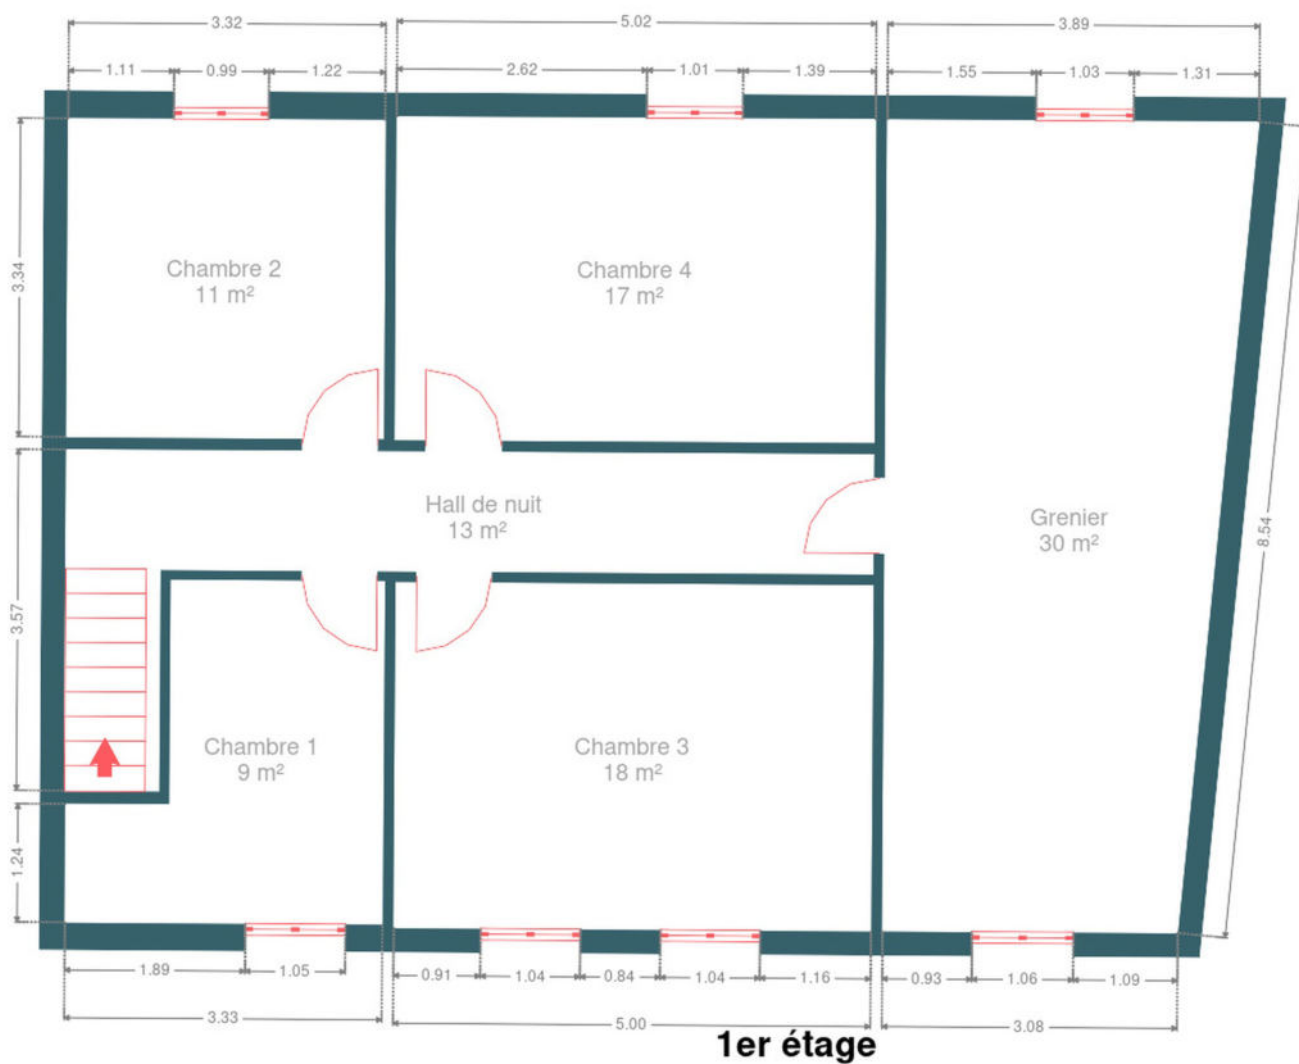 3.32
5.02
3.89
1.11
0.99
1.22
2.62
1.01
1.39
1.55
1.03
1.31
3.34
Chambre 2
11 m²
Chambre 4
17 m²
Hall de nuit
13 m²
Grenier
30 m²
8.54
3.57
Chambre 1
9 m²
Chambre 3
18 m²
1.24
1.89
1.05
0.91
1.04
0.84
1.04
1.16
0.93
1.06
1.09
3.33
5.00
3.08
1er étage